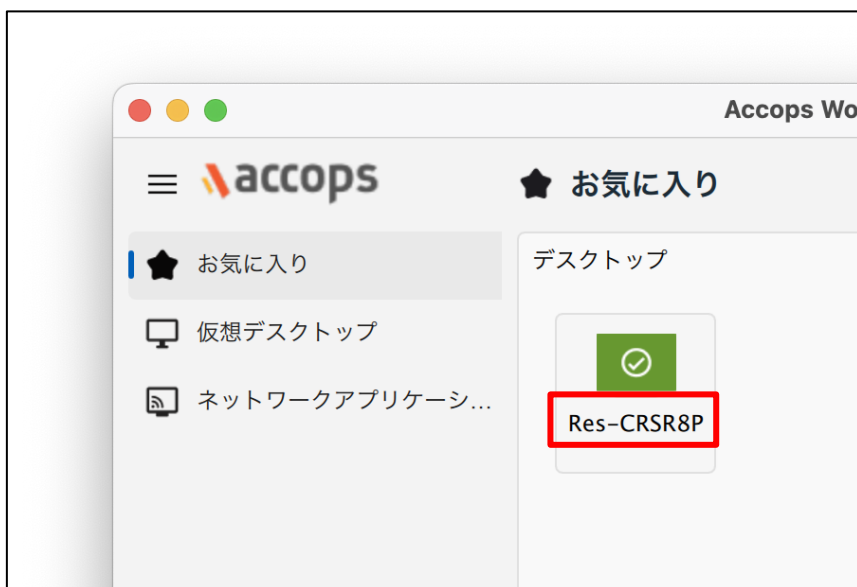 Accops Wo
accops
お気に入り
お気に入り
デスクトップ
仮想デスクトップ
ネットワークアプリケーシ...
Res-CRSR8P